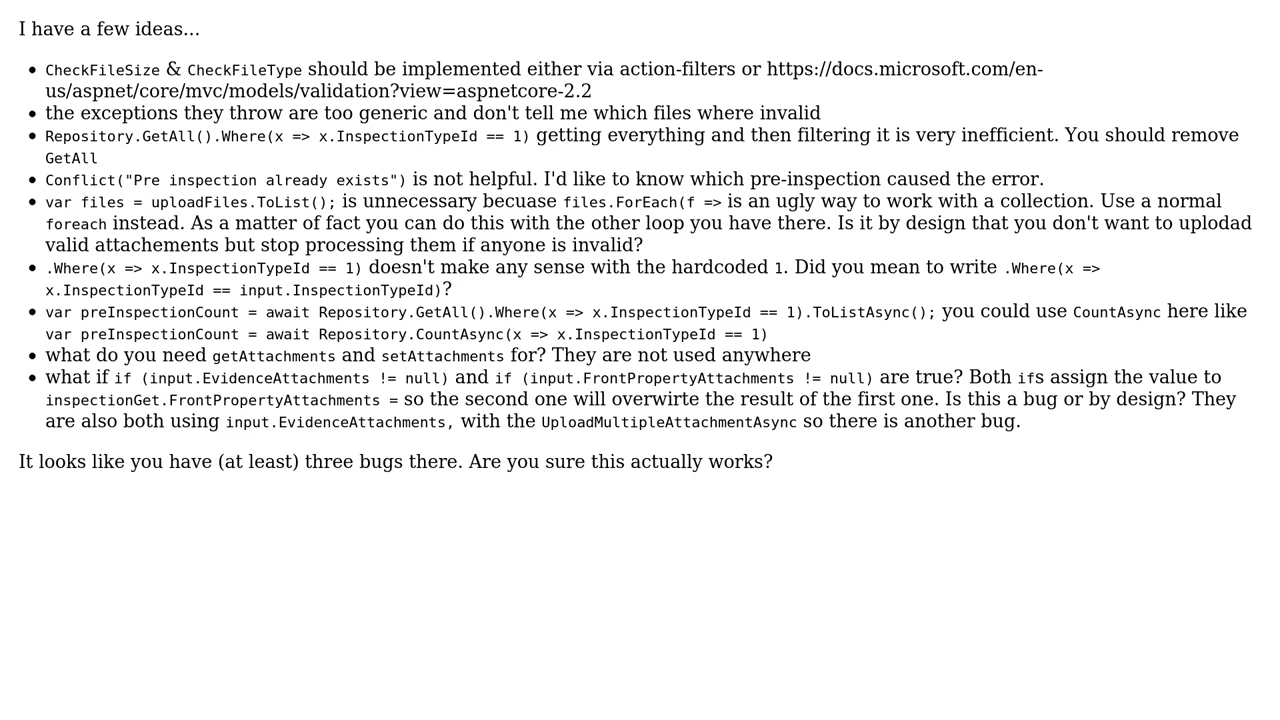 I have a few ideas...
CheckFileSize & CheckFileType should be implemented either via action-filters or https://docs.microsoft.com/en-
us/aspnet/core/mvc/models/validation?view=aspnetcore-2.2
the exceptions they throw are too generic and don't tell me which files where invalid
Repository.GetAll().Where(x => x.InspectionTypeId == 1) getting everything and then filtering it is very inefficient. You should remove
GetAll
Conflict("Pre inspection already exists") is not helpful. I'd like to know which pre-inspection caused the error.
var files = uploadFiles.ToList(); is unnecessary becuase files.ForEach(f => is an ugly way to work with a collection. Use a normal
foreach instead. As a matter of fact you can do this with the other loop you have there. Is it by design that you don't want to uplodad
valid attachements but stop processing them if anyone is invalid?
.Where(x => x.InspectionTypeId == 1) doesn't make any sense with the hardcoded 1. Did you mean to write .Where(x =>
x.InspectionTypeId == input.InspectionTypeId)?
var preInspectionCount = await Repository.GetAll().Where(x => x.InspectionTypeId == 1).ToListAsync(); you could use CountAsync here like
var preInspectionCount = await Repository.CountAsync(x => x.InspectionTypeId == 1)
what do you need getAttachments and setAttachments for? They are not used anywhere
what if if (input.EvidenceAttachments != null) and if (input.FrontPropertyAttachments != null) are true? Both ifs assign the value to
inspectionGet.FrontPropertyAttachments = so the second one will overwirte the result of the first one. Is this a bug or by design? They
are also both using input.EvidenceAttachments, with the UploadMultipleAttachmentAsync so there is another bug.
It looks like you have (at least) three bugs there. Are you sure this actually works?